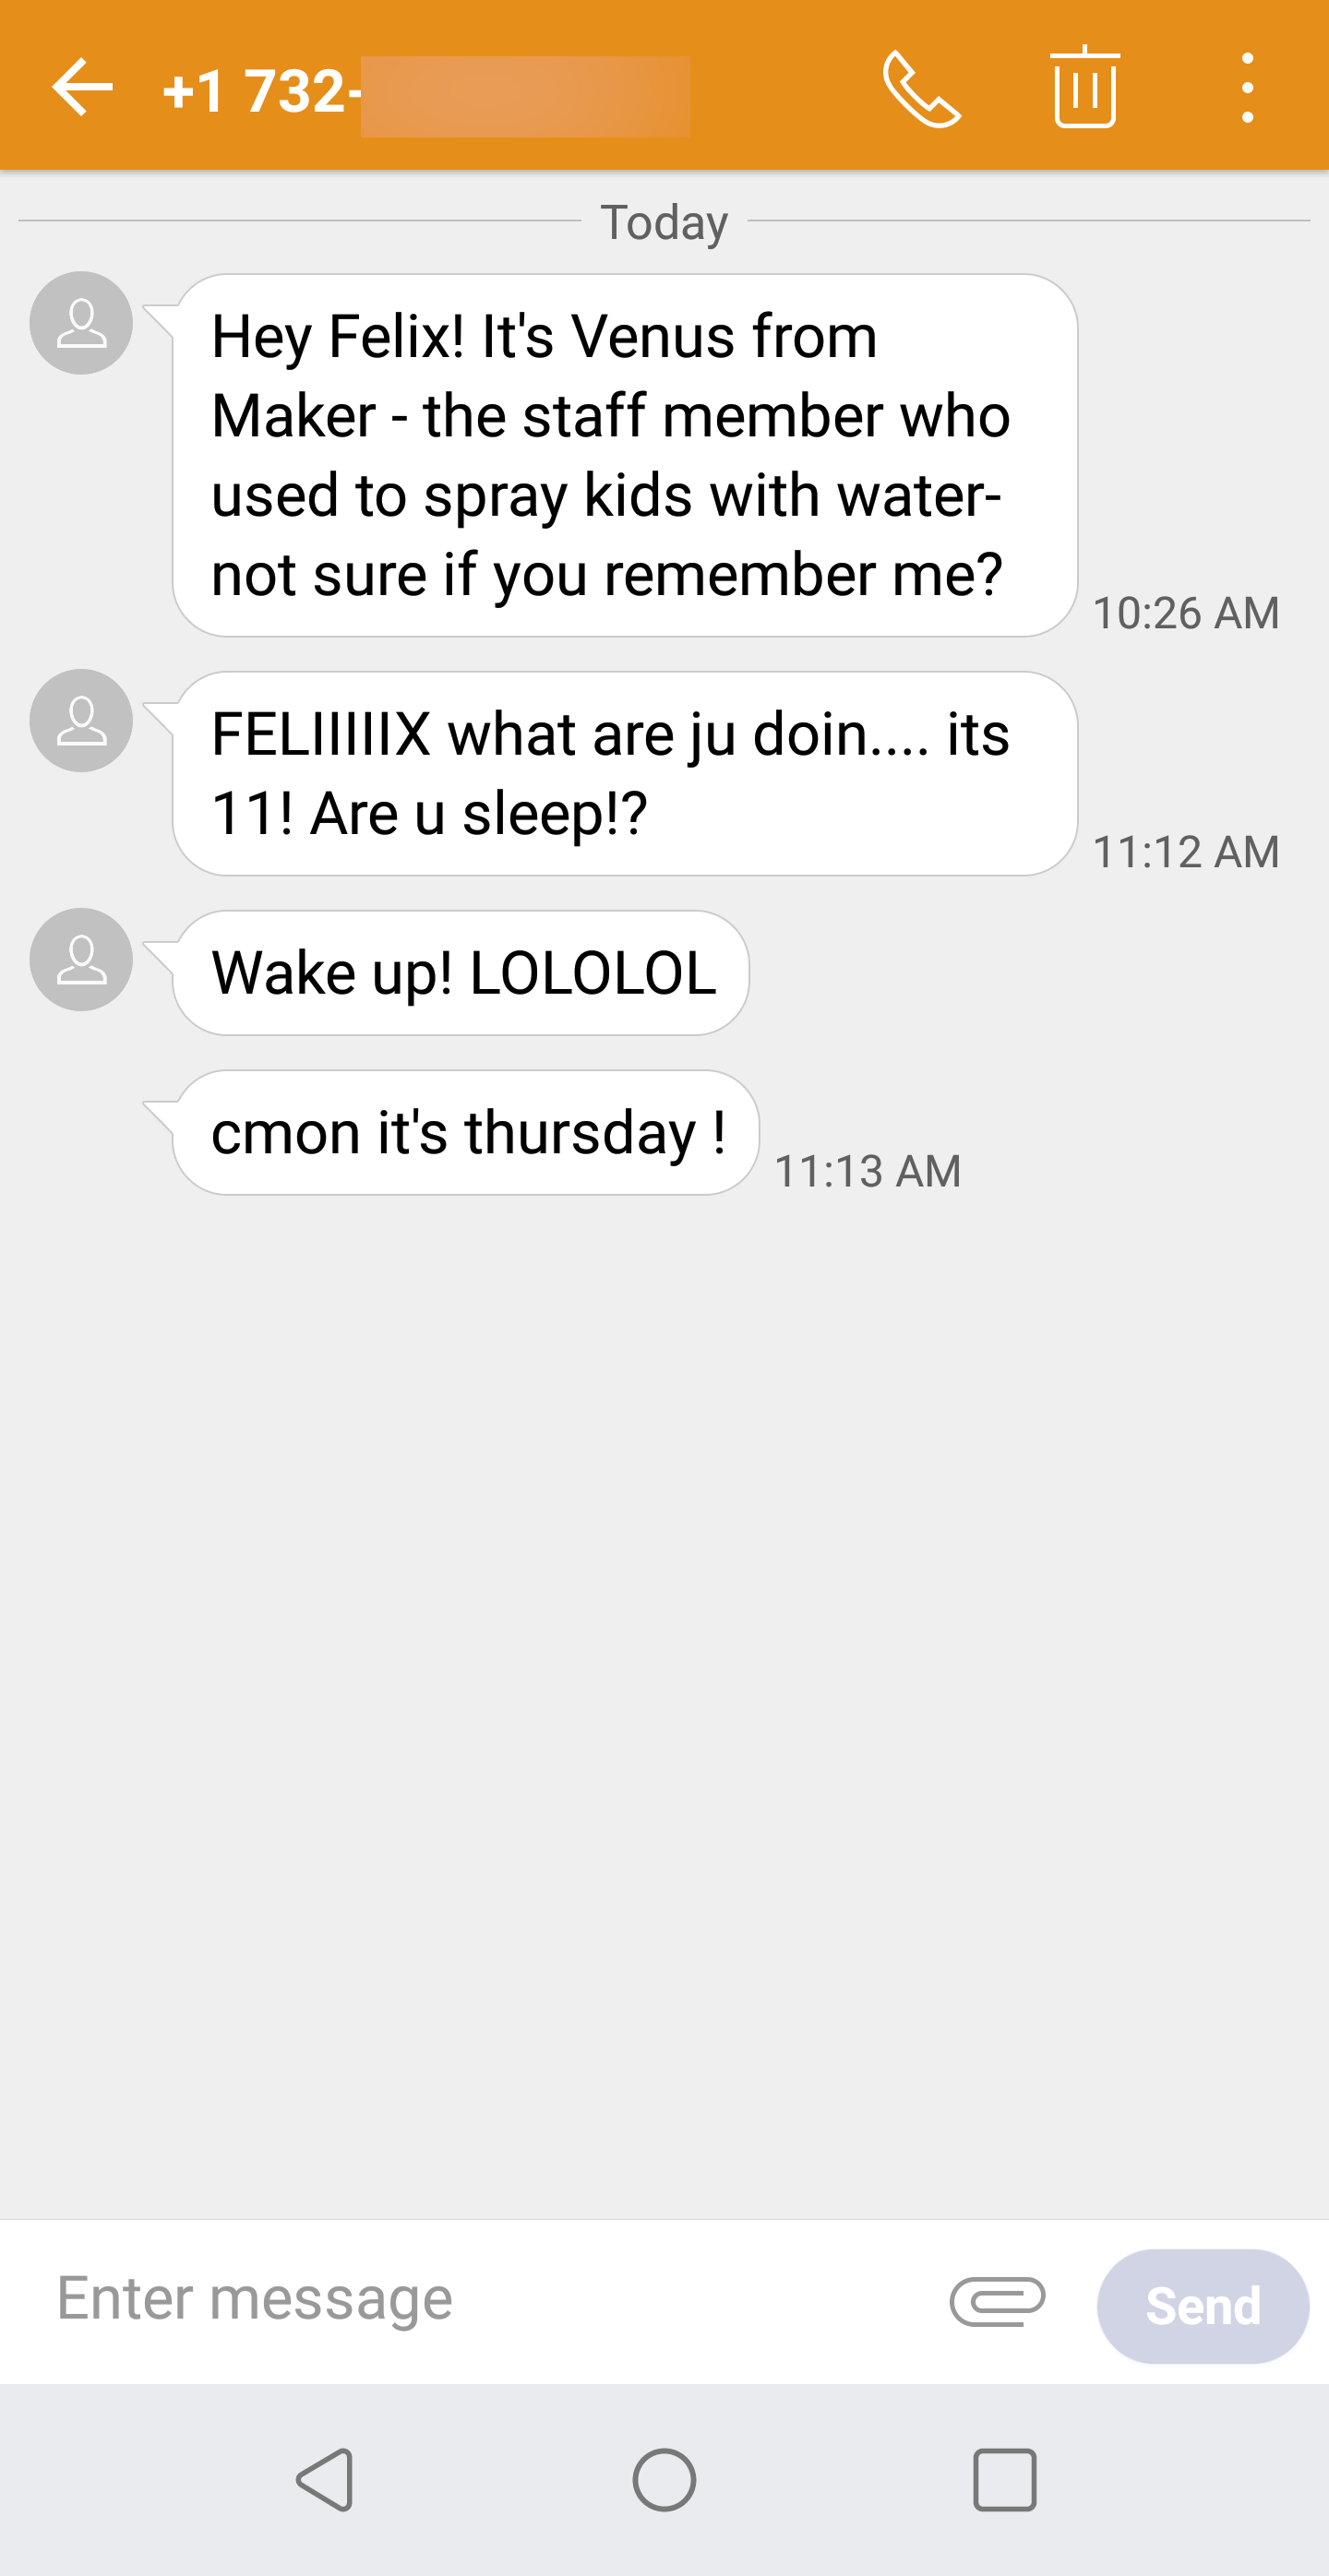 +1 732-
Today
Hey Felix! It's Venus from
Maker - the staff member who
used to spray kids with water-
not sure if you remember me?
10:26 AM
FELIIIIIX what are ju doin.... its
11! Are u sleep!?
11:12 AM
Wake up! LOLOLOL
cmon it's thursday !
11:13 AM
Enter message
Send